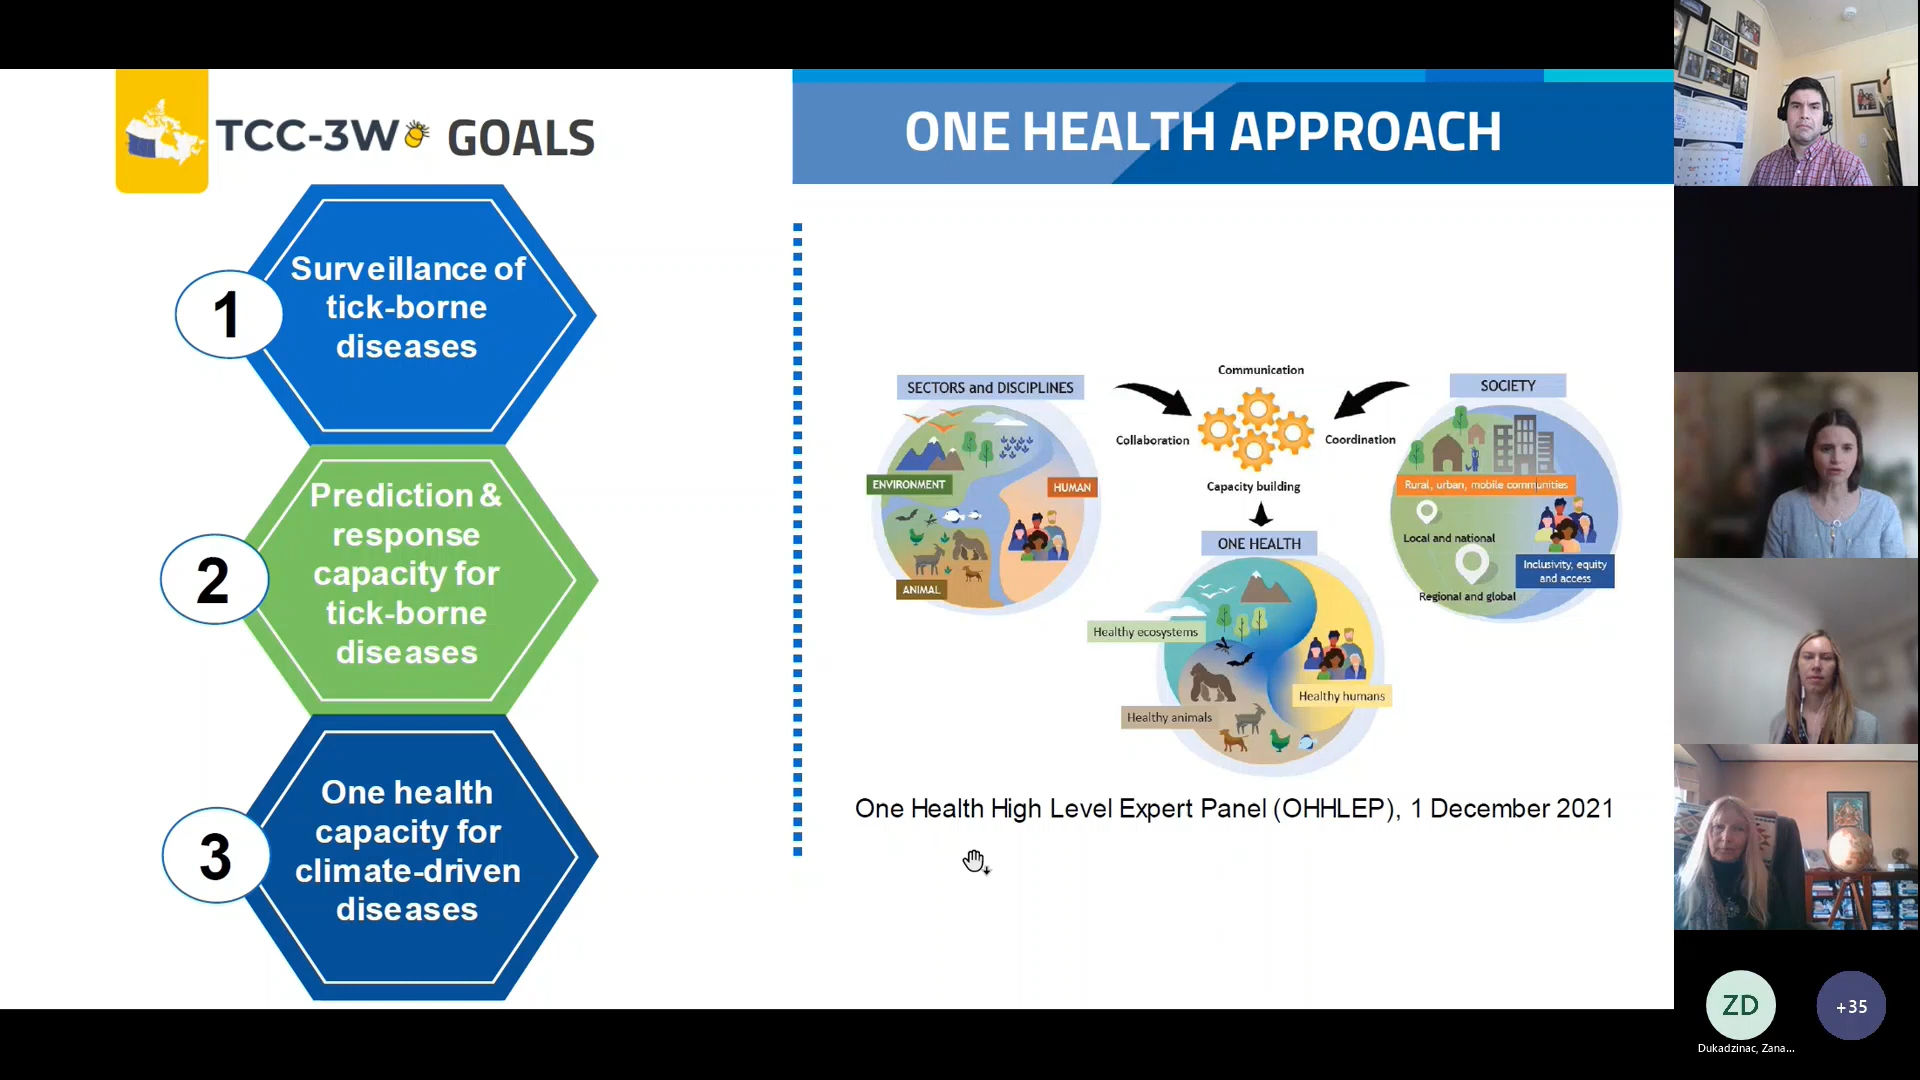 TCC-3W GOALS
1
Surveillance of
tick-borne
diseases
2
Prediction &
response
capacity for
tick-borne
diseases
3
One health
capacity for
climate-driven
diseases
ONE HEALTH APPROACH
SECTORS and DISCIPLINES
ENVIRONMENT
HUMAN
ANIMAL
Communication
Collaboration
Coordination
Capacity building
SOCIETY
Rural, urban, mobile communities
Local and national
Inclusivity, equity
and access
Regional and global
ONE HEALTH
Healthy ecosystems
Healthy humans
Healthy animals
One Health High Level Expert Panel (OHHLEP), 1 December 2021
ZD
Dukadzinac, Zana...
+35